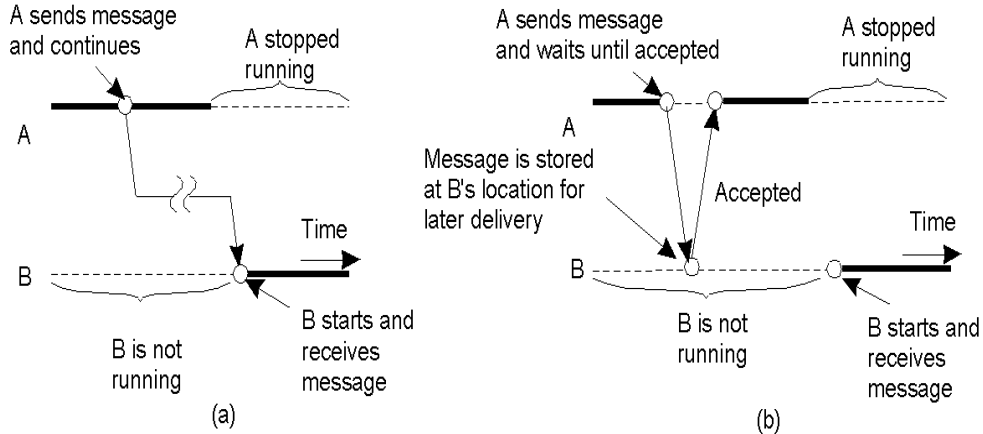 A sends message
and continues
A stopped
running
A
Time
B
B is not
running
B starts and
receives
message
(a)
A sends message
and waits until accepted
A stopped
running
A
Message is stored
at B's location for
later delivery
Accepted
Time
B
B is not
running
B starts and
receives
message
(b)